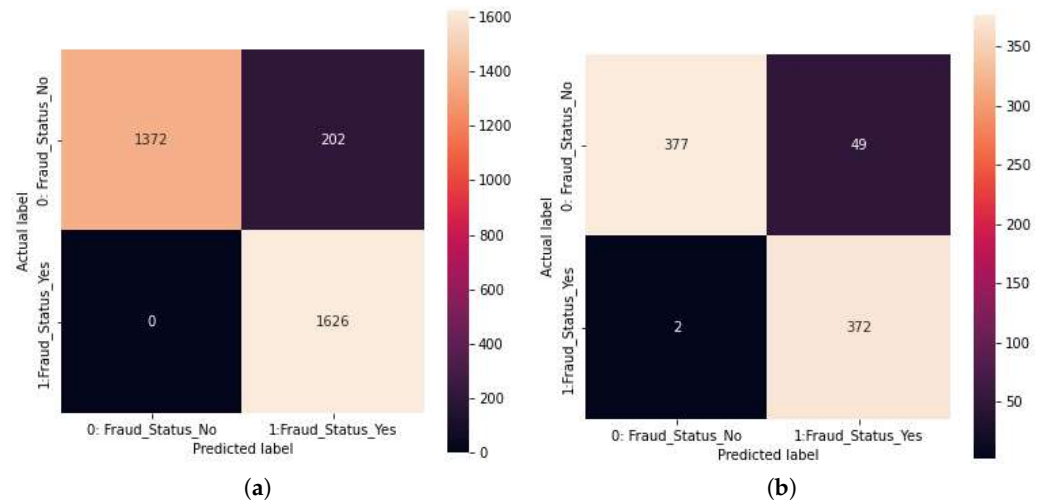 1600
1400
1200
1000
800
600
400
200
0
0: Fraud_Status_No
1:Fraud_Status_Yes
Actual label
1372
202
0
1626
0: Fraud_Status_No
1:Fraud_Status_Yes
Predicted label
(a)
350
300
250
200
150
100
50
0: Fraud_Status_No
1:Fraud_Status_Yes
Actual label
377
49
2
372
0: Fraud_Status_No
1:Fraud_Status_Yes
Predicted label
(b)